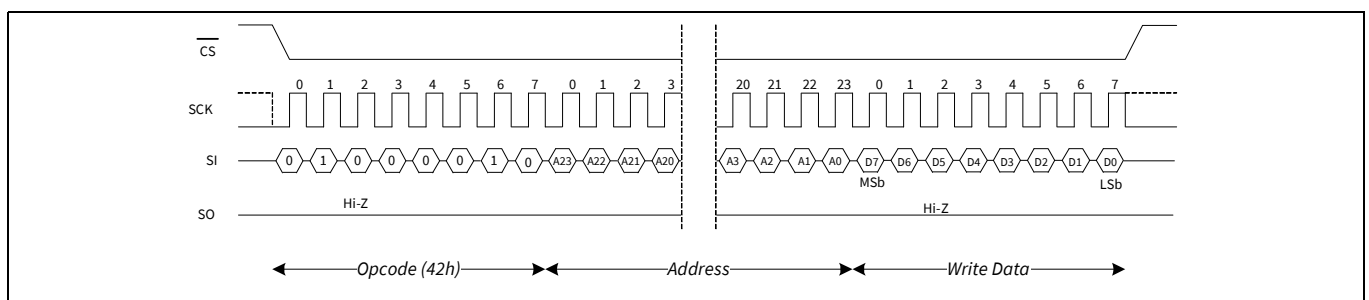 CS
0 1 2 3 4 5 6 7 0 1 2 3 20 21 22 23 0 1 2 3 4 5 6 7
SCK
SI 0 1 0 0 0 0 1 0 A23 A22 A21 A20 A3 A2 A1 A0 D7 D6 D5 D4 D3 D2 D1 D0
MSb LSb
Hi-Z Hi-Z
SO
Opcode (42h) Address Write Data